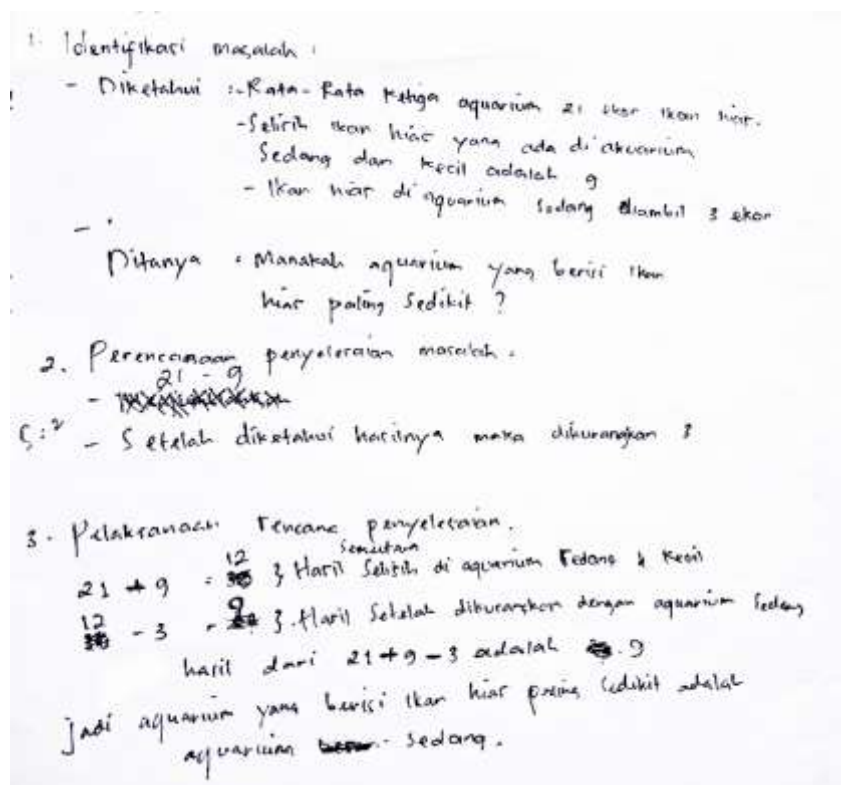 1. Identifikasi masalah :
- Diketahui :- Rata-Rata ketiga aquarium 21 ekor ikan hias.
- Selisih ikan hias yang ada di akuarium
Sedang dan kecil adalah 9
- Ikan hias di aquarium Sedang diambil 3 ekor
-
Ditanya : Manakah aquarium yang berisi ikan
hias paling Sedikit ?
2. Perencanaan penyelesaian masalah.
- 21 - 9
- Setelah diketahui hasilnya maka dikurangkan 3
3. Pelaksanaan rencana penyelesaian.
21 + 9 = 12 } Hasil Sementara Selisih di aquarium Sedang & Kecil
12 - 3 = 9 } Hasil Setelah dikurangkan dengan aquarium Sedang
hasil dari 21 + 9 - 3 adalah 9
jadi aquarium yang berisi ikan hias paling Sedikit adalah
aquarium Sedang.